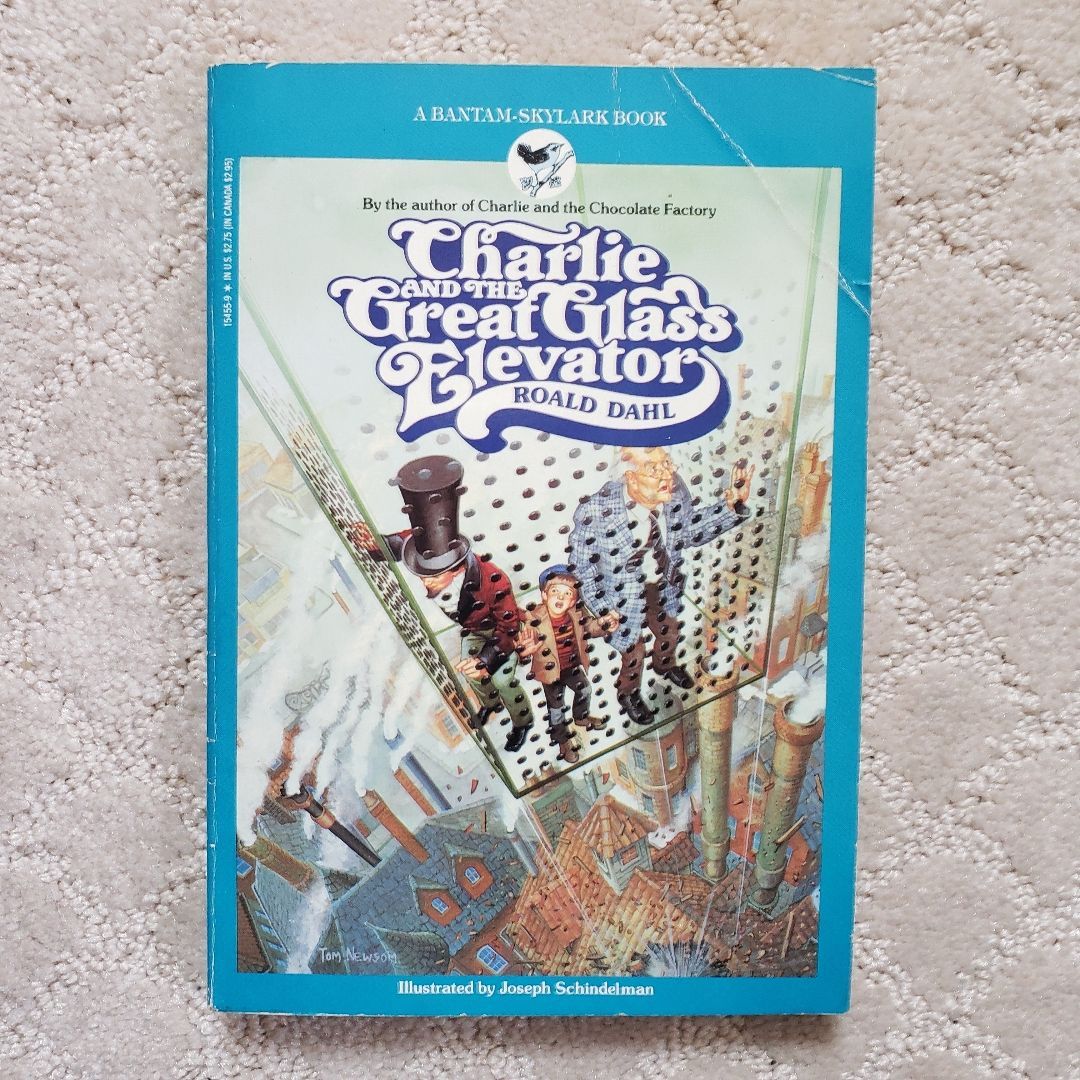 A BANTAM-SKYLARK BOOK
15455-9 * IN U.S. $2.75 (IN CANADA $2.95)
By the author of Charlie and the Chocolate Factory
Charlie
AND THE
Great Glass
Elevator
ROALD DAHL
TOM NEWSOM
Illustrated by Joseph Schindelman